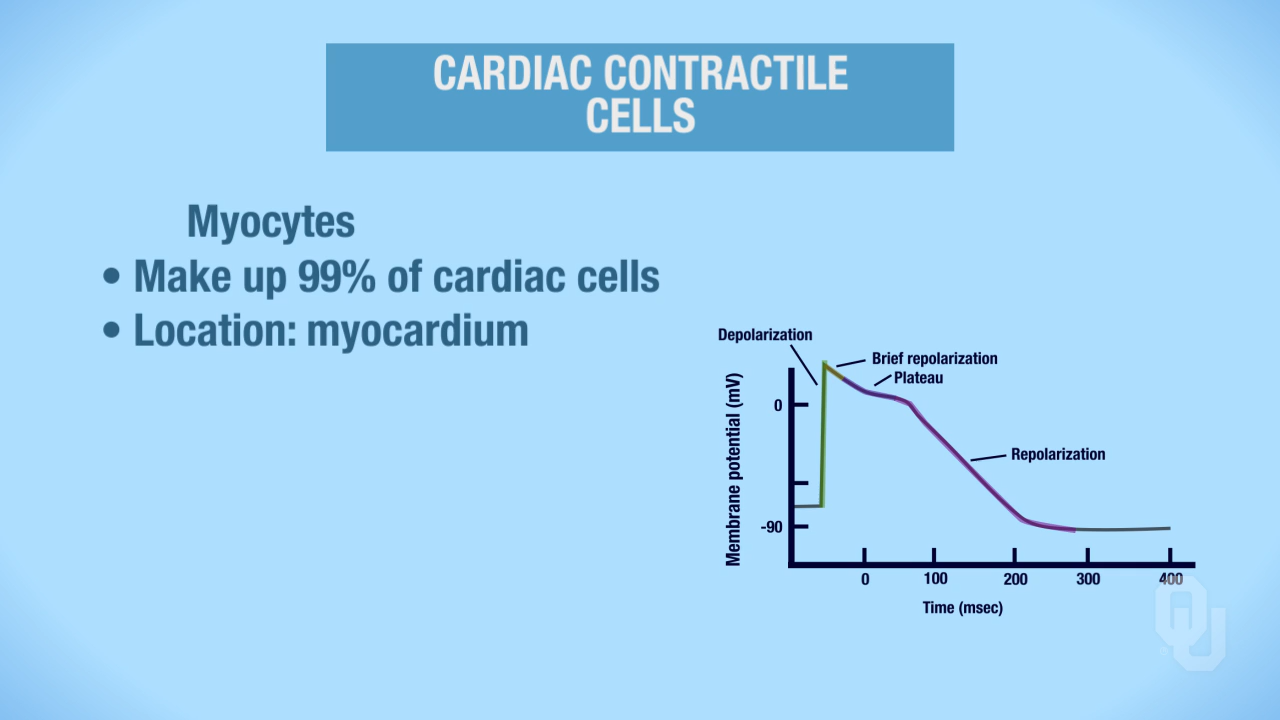 CARDIAC CONTRACTILE
CELLS
Myocytes
• Make up 99% of cardiac cells
• Location: myocardium
Depolarization
Brief repolarization
Plateau
Membrane potential (mV)
0
Repolarization
-90
0 100 200 300 400
Time (msec)
OU